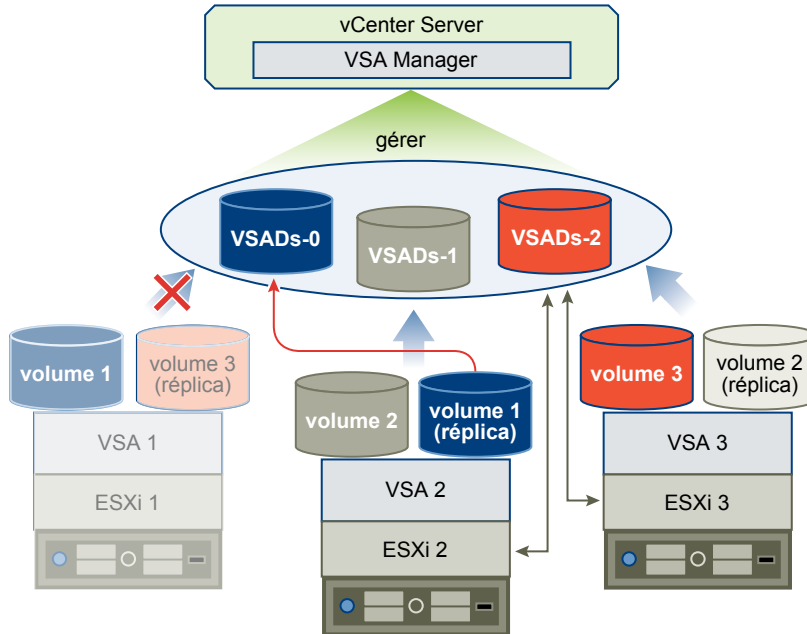 vCenter Server
VSA Manager
gérer
VSADs-0
VSADs-1
VSADs-2
volume 1
volume 3
(réplica)
VSA 1
ESXi 1
volume 2
volume 1
(réplica)
VSA 2
ESXi 2
volume 3
volume 2
(réplica)
VSA 3
ESXi 3